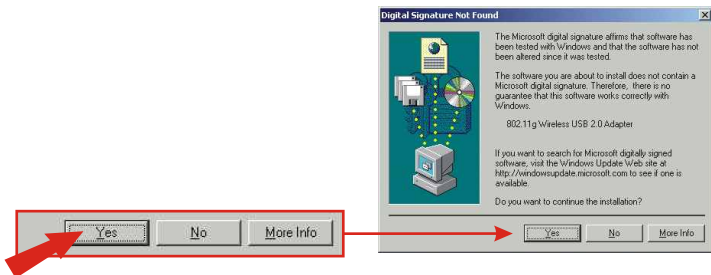 Digital Signature Not Found
The Microsoft digital signature affirms that software has
been tested with Windows and that the software has not
been altered since it was tested.
The software you are about to install does not contain a
Microsoft digital signature. Therefore, there is no
guarantee that this software works correctly with
Windows.
802.11g Wireless USB 2.0 Adapter
If you want to search for Microsoft digitally signed
software, visit the Windows Update Web site at
http://windowsupdate.microsoft.com to see if one is
available.
Do you want to continue the installation?
Yes No More Info
Yes No More Info